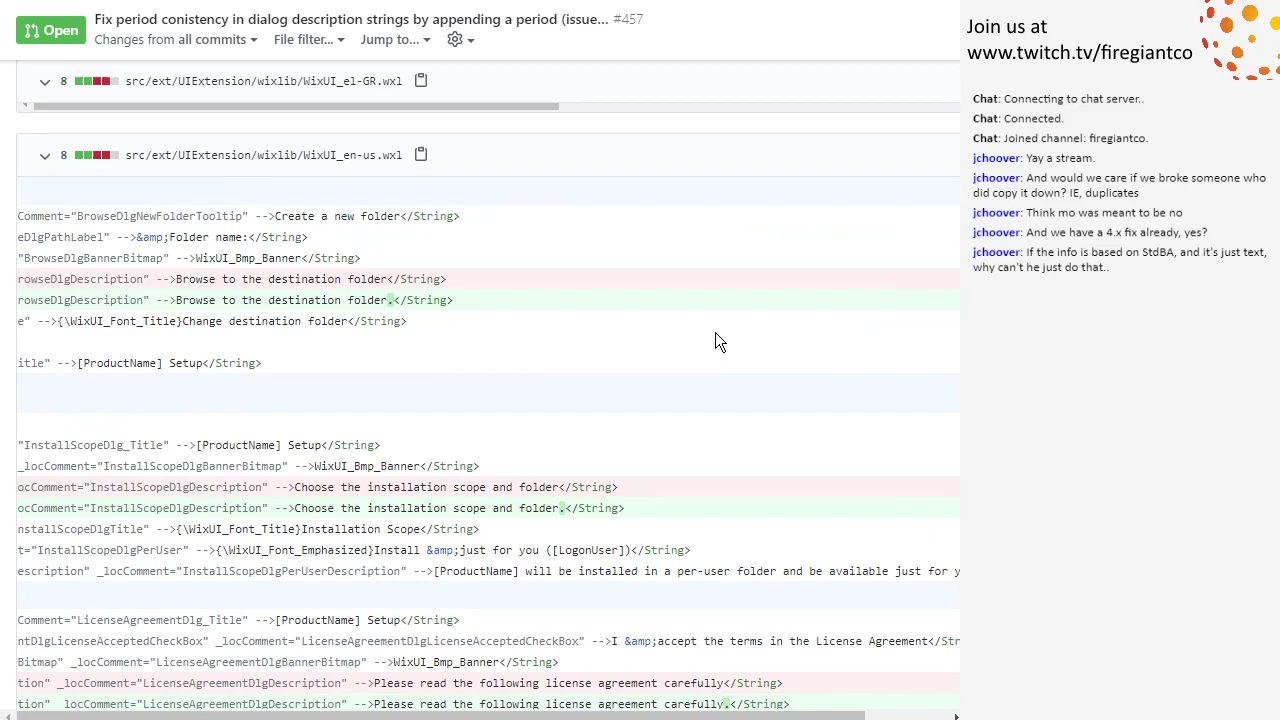 Open
Fix period conistency in dialog description strings by appending a period (issue... #457
Changes from all commits File filter... Jump to...
8 src/ext/UIExtension/wixlib/WixUI_el-GR.wxl
8 src/ext/UIExtension/wixlib/WixUI_en-us.wxl
Comment="BrowseDlgNewFolderTooltip" -->Create a new folder</String>
eDlgPathLabel" -->&amp;Folder name:</String>
"BrowseDlgBannerBitmap" -->WixUI_Bmp_Banner</String>
rowseDlgDescription" -->Browse to the destination folder</String>
rowseDlgDescription" -->Browse to the destination folder.</String>
e" -->{\WixUI_Font_Title}Change destination folder</String>
itle" -->[ProductName] Setup</String>
"InstallScopeDlg_Title" -->[ProductName] Setup</String>
_locComment="InstallScopeDlgBannerBitmap" -->WixUI_Bmp_Banner</String>
ocComment="InstallScopeDlgDescription" -->Choose the installation scope and folder</String>
ocComment="InstallScopeDlgDescription" -->Choose the installation scope and folder.</String>
nstallScopeDlgTitle" -->{\WixUI_Font_Title}Installation Scope</String>
t="InstallScopeDlgPerUser" -->{\WixUI_Font_Emphasized}Install &amp;just for you ([LogonUser])</String>
escription" _locComment="InstallScopeDlgPerUserDescription" -->[ProductName] will be installed in a per-user folder and be available just for y
Comment="LicenseAgreementDlg_Title" -->[ProductName] Setup</String>
ntDlgLicenseAcceptedCheckBox" _locComment="LicenseAgreementDlgLicenseAcceptedCheckBox" -->I &amp;accept the terms in the License Agreement</Str
Bitmap" _locComment="LicenseAgreementDlgBannerBitmap" -->WixUI_Bmp_Banner</String>
tion" _locComment="LicenseAgreementDlgDescription" -->Please read the following license agreement carefully</String>
tion" _locComment="LicenseAgreementDlgDescription" -->Please read the following license agreement carefully.</String>
Join us at
www.twitch.tv/firegiantco
Chat: Connecting to chat server..
Chat: Connected.
Chat: Joined channel: firegiantco.
jchoover: Yay a stream.
jchoover: And would we care if we broke someone who
did copy it down? IE, duplicates
jchoover: Think mo was meant to be no
jchoover: And we have a 4.x fix already, yes?
jchoover: If the info is based on StdBA, and it's just text,
why can't he just do that..